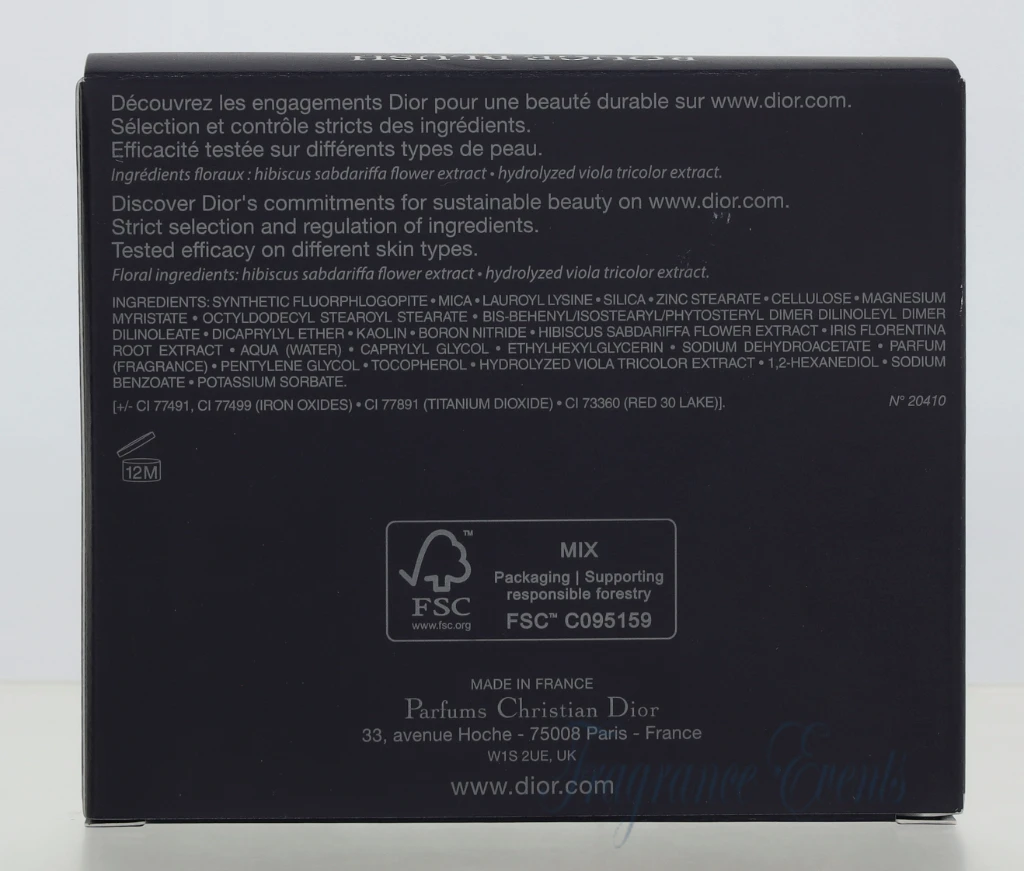 ROUGE BLUSH
Découvrez les engagements Dior pour une beauté durable sur www.dior.com.
Sélection et contrôle stricts des ingrédients.
Efficacité testée sur différents types de peau.
Ingrédients floraux : hibiscus sabdariffa flower extract • hydrolyzed viola tricolor extract.
Discover Dior's commitments for sustainable beauty on www.dior.com.
Strict selection and regulation of ingredients.
Tested efficacy on different skin types.
Floral ingredients: hibiscus sabdariffa flower extract • hydrolyzed viola tricolor extract.
INGREDIENTS: SYNTHETIC FLUORPHLOGOPITE • MICA • LAUROYL LYSINE • SILICA • ZINC STEARATE • CELLULOSE • MAGNESIUM
MYRISTATE • OCTYLDODECYL STEAROYL STEARATE • BIS-BEHENYL/ISOSTEARYL/PHYTOSTERYL DIMER DILINOLEYL DIMER
DILINOLEATE • DICAPRYLYL ETHER • KAOLIN • BORON NITRIDE • HIBISCUS SABDARIFFA FLOWER EXTRACT • IRIS FLORENTINA
ROOT EXTRACT • AQUA (WATER) • CAPRYLYL GLYCOL • ETHYLHEXYLGLYCERIN • SODIUM DEHYDROACETATE • PARFUM
(FRAGRANCE) • PENTYLENE GLYCOL • TOCOPHEROL • HYDROLYZED VIOLA TRICOLOR EXTRACT • 1,2-HEXANEDIOL • SODIUM
BENZOATE • POTASSIUM SORBATE.
[+/- CI 77491, CI 77499 (IRON OXIDES) • CI 77891 (TITANIUM DIOXIDE) • CI 73360 (RED 30 LAKE)].
N° 20410
12M
FSC
www.fsc.org
MIX
Packaging | Supporting
responsible forestry
FSC™ C095159
MADE IN FRANCE
Parfums Christian Dior
33, avenue Hoche - 75008 Paris - France
W1S 2UE, UK
www.dior.com
Fragrance Events